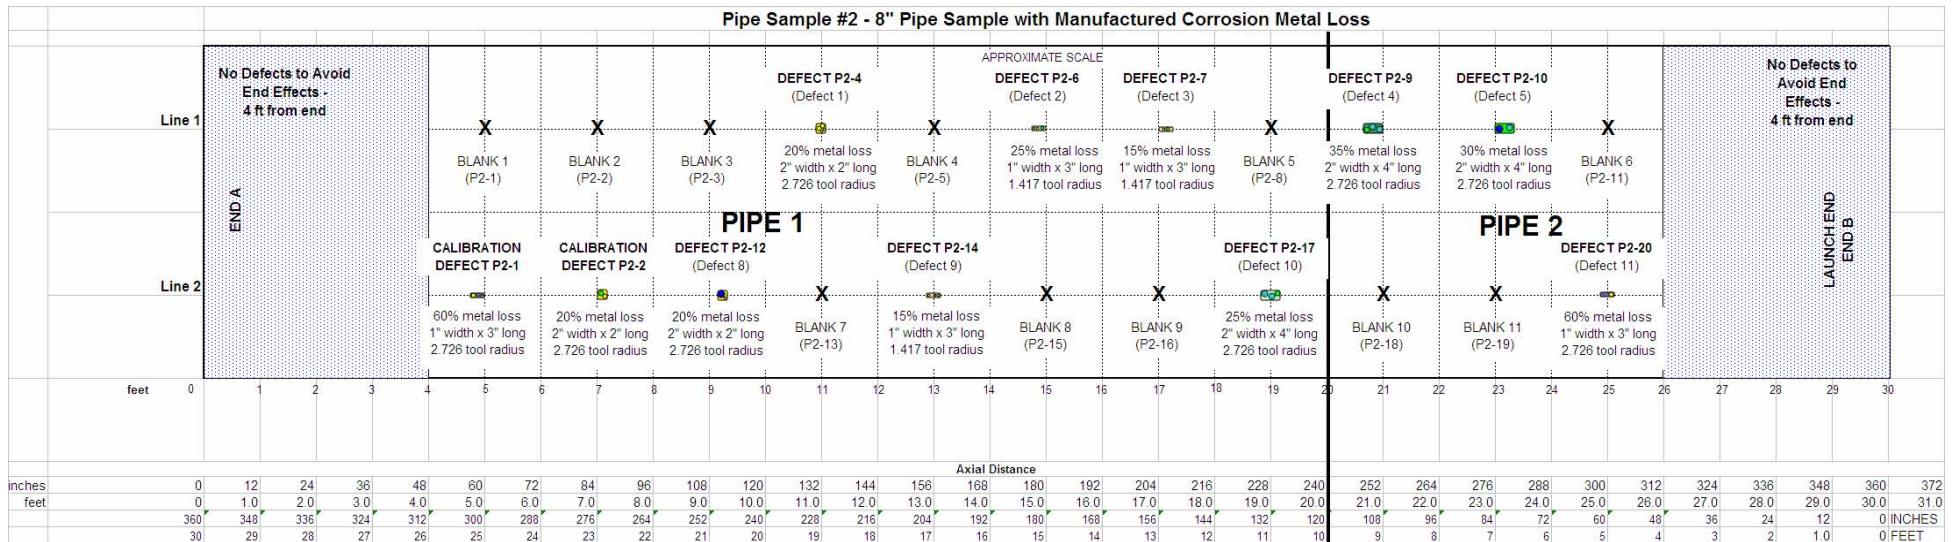 Pipe Sample #2 - 8" Pipe Sample with Manufactured Corrosion Metal Loss
APPROXIMATE SCALE
No Defects to Avoid
End Effects -
4 ft from end
END A
No Defects to
Avoid End
Effects -
4 ft from end
LAUNCH END
END B
Line 1
DEFECT P2-4
(Defect 1)
DEFECT P2-6
(Defect 2)
DEFECT P2-7
(Defect 3)
DEFECT P2-9
(Defect 4)
DEFECT P2-10
(Defect 5)
X X X X X X
BLANK 1
(P2-1)
BLANK 2
(P2-2)
BLANK 3
(P2-3)
20% metal loss
2" width x 2" long
2.726 tool radius
BLANK 4
(P2-5)
25% metal loss
1" width x 3" long
1.417 tool radius
15% metal loss
1" width x 3" long
1.417 tool radius
BLANK 5
(P2-8)
35% metal loss
2" width x 4" long
2.726 tool radius
30% metal loss
2" width x 4" long
2.726 tool radius
BLANK 6
(P2-11)
PIPE 1
PIPE 2
Line 2
CALIBRATION
DEFECT P2-1
CALIBRATION
DEFECT P2-2
DEFECT P2-12
(Defect 8)
DEFECT P2-14
(Defect 9)
DEFECT P2-17
(Defect 10)
DEFECT P2-20
(Defect 11)
X X X X X
60% metal loss
1" width x 3" long
2.726 tool radius
20% metal loss
2" width x 2" long
2.726 tool radius
20% metal loss
2" width x 2" long
2.726 tool radius
BLANK 7
(P2-13)
15% metal loss
1" width x 3" long
1.417 tool radius
BLANK 8
(P2-15)
BLANK 9
(P2-16)
25% metal loss
2" width x 4" long
2.726 tool radius
BLANK 10
(P2-18)
BLANK 11
(P2-19)
60% metal loss
1" width x 3" long
2.726 tool radius
feet 0 1 2 3 4 5 6 7 8 9 10 11 12 13 14 15 16 17 18 19 20 21 22 23 24 25 26 27 28 29 30
Axial Distance
inches 0 12 24 36 48 60 72 84 96 108 120 132 144 156 168 180 192 204 216 228 240 252 264 276 288 300 312 324 336 348 360 372
feet 0 1.0 2.0 3.0 4.0 5.0 6.0 7.0 8.0 9.0 10.0 11.0 12.0 13.0 14.0 15.0 16.0 17.0 18.0 19.0 20.0 21.0 22.0 23.0 24.0 25.0 26.0 27.0 28.0 29.0 30.0 31.0
360 348 336 324 312 300 288 276 264 252 240 228 216 204 192 180 168 156 144 132 120 108 96 84 72 60 48 36 24 12 0 INCHES
30 29 28 27 26 25 24 23 22 21 20 19 18 17 16 15 14 13 12 11 10 9 8 7 6 5 4 3 2 1.0 0 FEET